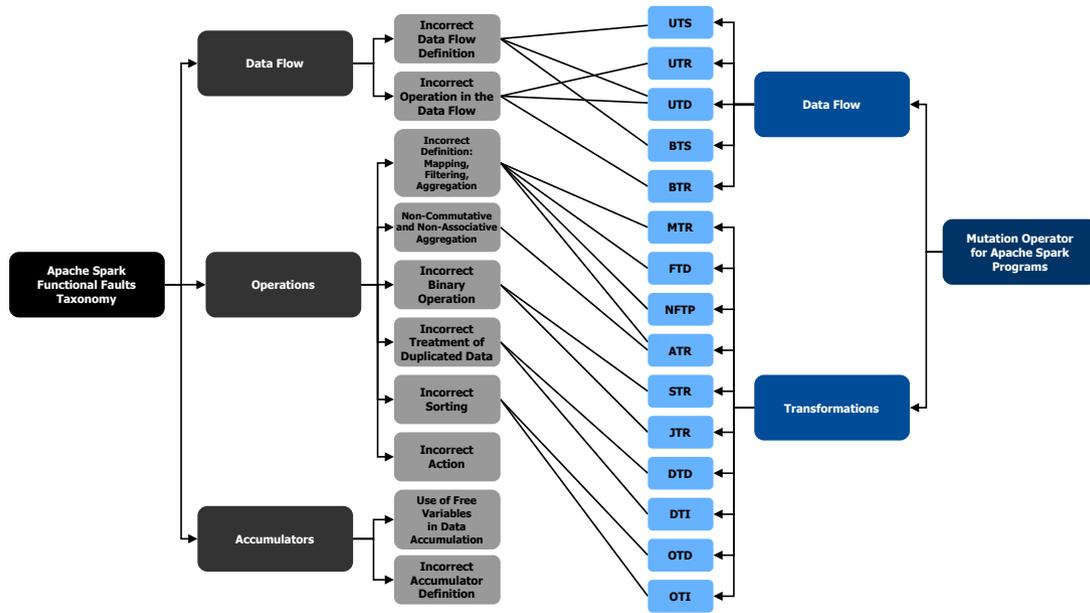 Apache Spark
Functional Faults
Taxonomy
Data Flow
Operations
Accumulators
Incorrect
Data Flow
Definition
Incorrect
Operation in the
Data Flow
Incorrect
Definition:
Mapping,
Filtering,
Aggregation
Non-Commutative
and Non-Associative
Aggregation
Incorrect
Binary
Operation
Incorrect
Treatment of
Duplicated Data
Incorrect
Sorting
Incorrect
Action
Use of Free
Variables
in Data
Accumulation
Incorrect
Accumulator
Definition
UTS
UTR
UTD
BTS
BTR
MTR
FTD
NFTP
ATR
STR
JTR
DTD
DTI
OTD
OTI
Data Flow
Transformations
Mutation Operator
for Apache Spark
Programs